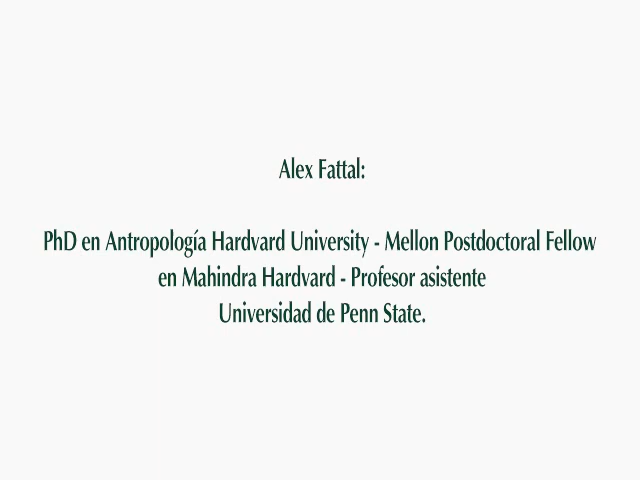 Alex Fattal:
PhD en Antropología Hardvard University - Mellon Postdoctoral Fellow
en Mahindra Hardvard - Profesor asistente
Universidad de Penn State.